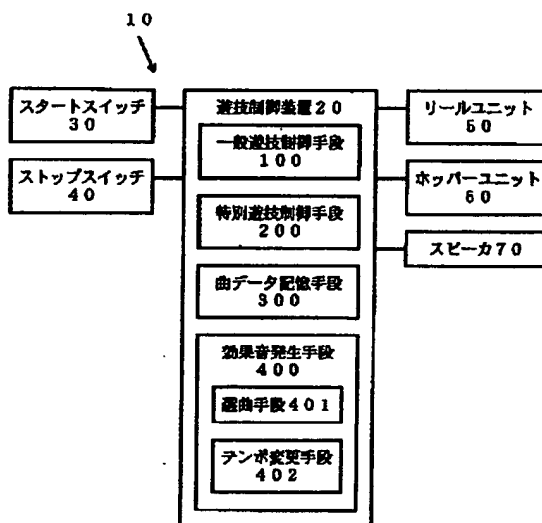 10
スタートスイッチ
30
ストップスイッチ
40
遊技制御装置20
一般遊技制御手段
100
特別遊技制御手段
200
曲データ記憶手段
300
効果音発生手段
400
選曲手段401
テンポ変更手段
402
リールユニット
50
ホッパーユニット
60
スピーカ70